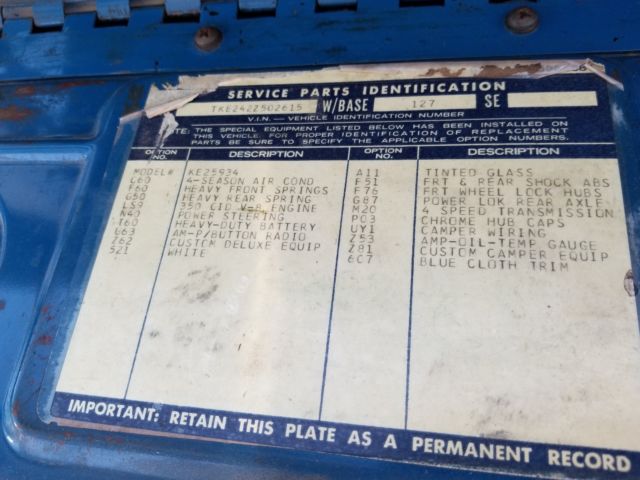 SERVICE PARTS IDENTIFICATION
TKE242Z502615 W/BASE 127 SE
V.I.N. — VEHICLE IDENTIFICATION NUMBER
NOTE: THE SPECIAL EQUIPMENT LISTED BELOW HAS BEEN INSTALLED ON
THIS VEHICLE. FOR PROPER IDENTIFICATION OF REPLACEMENT
PARTS BE SURE TO SPECIFY THE APPLICABLE OPTION NUMBERS.
OPTION NO. DESCRIPTION OPTION NO. DESCRIPTION
MODEL# KE25934 A11 TINTED GLASS
C60 4-SEASON AIR COND F51 FRT & REAR SHOCK ABS
F60 HEAVY FRONT SPRINGS F76 FRT WHEEL LOCK HUBS
G50 HEAVY REAR SPRING G87 POWER LOK REAR AXLE
LS9 350 CID V-8 ENGINE M20 4 SPEED TRANSMISSION
N40 POWER STEERING P03 CHROME HUB CAPS
T60 HEAVY-DUTY BATTERY UY1 CAMPER WIRING
U63 AM-P/BUTTON RADIO Z53 AMP-OIL-TEMP GAUGE
Z62 CUSTOM DELUXE EQUIP Z81 CUSTOM CAMPER EQUIP
521 WHITE 6C7 BLUE CLOTH TRIM
IMPORTANT: RETAIN THIS PLATE AS A PERMANENT RECORD